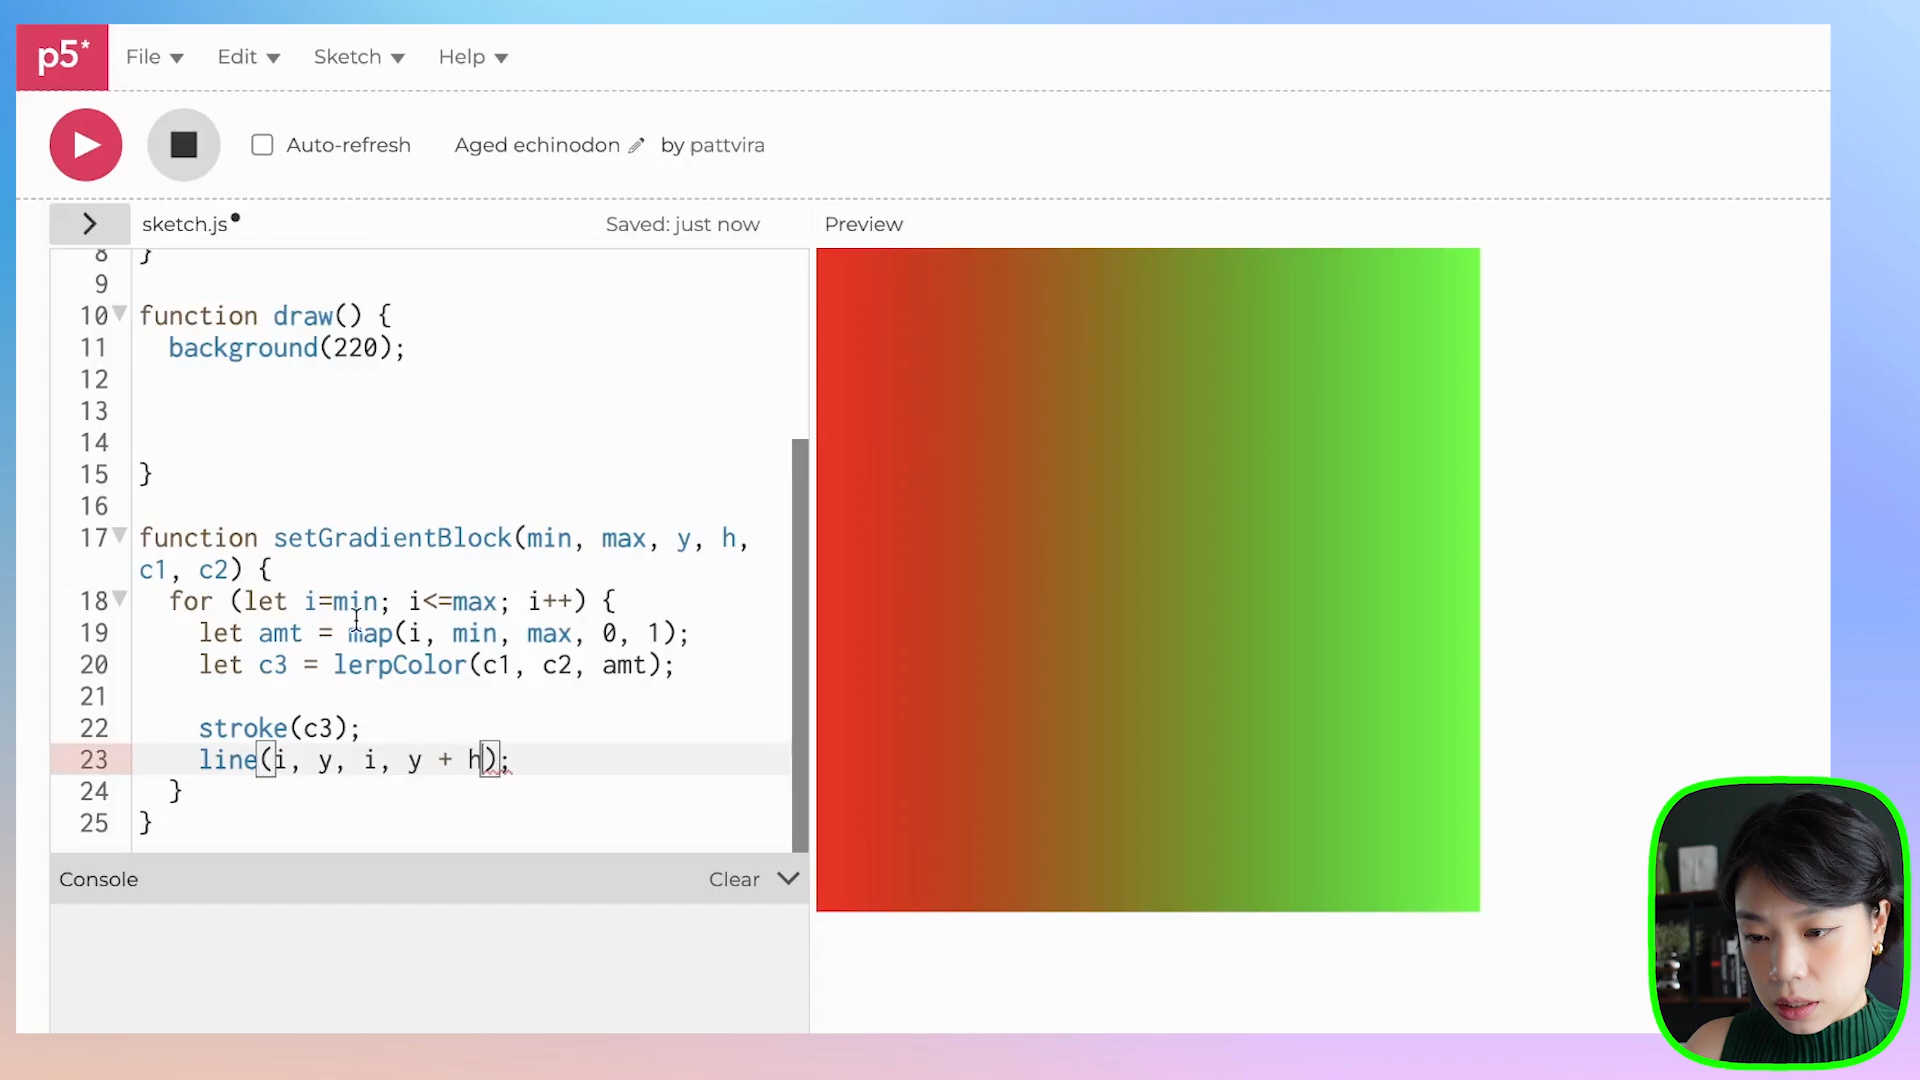 p5* File Edit Sketch Help
Auto-refresh Aged echinodon by pattvira
sketch.js Saved: just now Preview
8 }
9
10 function draw() {
11 background(220);
12
13
14
15 }
16
17 function setGradientBlock(min, max, y, h,
c1, c2) {
18 for (let i=min; i<=max; i++) {
19 let amt = map(i, min, max, 0, 1);
20 let c3 = lerpColor(c1, c2, amt);
21
22 stroke(c3);
23 line(i, y, i, y + h);
24 }
25 }
Console Clear